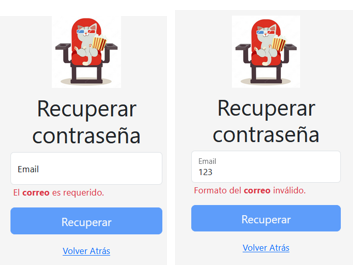 Recuperar
contraseña
Email
El correo es requerido.
Recuperar
Volver Atrás
Recuperar
contraseña
Email
123
Formato del correo inválido.
Recuperar
Volver Atrás